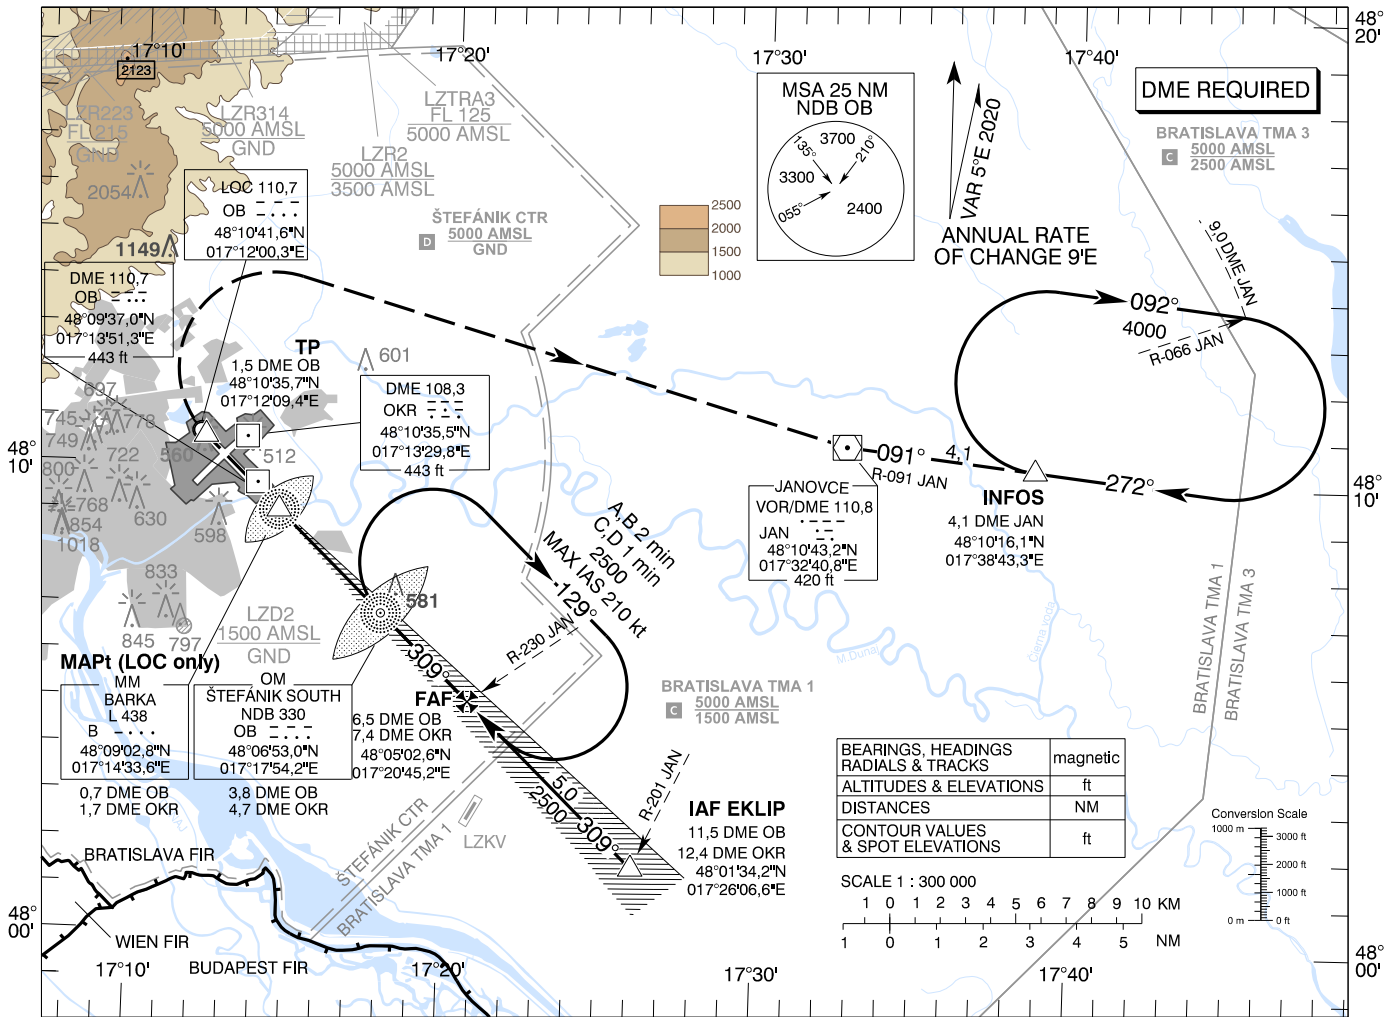 17°10'
17°20'
17°30'
17°40'
48°
20'
2123
LZR223
FL 215
GND
LZR314
5000 AMSL
GND
LZTRA3
FL 125
5000 AMSL
LZR2
5000 AMSL
3500 AMSL
2054
1149
LOC 110,7
OB
48°10'41,6"N
017°12'00,3"E
ŠTEFÁNIK CTR
D
5000 AMSL
GND
2500
2000
1500
1000
MSA 25 NM
NDB OB
3700
135°
210°
3300
055°
2400
VAR 5°E 2020
ANNUAL RATE
OF CHANGE 9'E
DME REQUIRED
BRATISLAVA TMA 3
C
5000 AMSL
2500 AMSL
9.0 DME JAN
DME 110,7
OB
48°09'37,0"N
017°13'51,3"E
443 ft
TP
1,5 DME OB
48°10'35,7"N
017°12'09,4"E
601
DME 108,3
OKR
48°10'35,5"N
017°13'29,8"E
443 ft
092°
4000
R-066 JAN
697
745
778
749
560
512
722
800
768
630
854
598
1018
48°
10'
091°
4,1
R-091 JAN
INFOS
4,1 DME JAN
48°10'16,1"N
017°38'43,3"E
272°
48°
10'
JANOVCE
VOR/DME 110,8
JAN
48°10'43,2"N
017°32'40,8"E
420 ft
A,B 2 min
C,D 1 min
2500
MAX IAS 210 kt
129°
R-230 JAN
581
833
845
797
LZD2
1500 AMSL
GND
M.Dunaj
Čierna voda
BRATISLAVA TMA 1
BRATISLAVA TMA 3
MAPt (LOC only)
MM
BARKA
L 438
B
48°09'02,8"N
017°14'33,6"E
0,7 DME OB
1,7 DME OKR
OM
ŠTEFÁNIK SOUTH
NDB 330
OB
48°06'53,0"N
017°17'54,2"E
3,8 DME OB
4,7 DME OKR
309°
FAF
6,5 DME OB
7,4 DME OKR
48°05'02,6"N
017°20'45,2"E
BRATISLAVA TMA 1
C
5000 AMSL
1500 AMSL
5.0
2500
309°
R-201 JAN
IAF EKLIP
11,5 DME OB
12,4 DME OKR
48°01'34,2"N
017°26'06,6"E
LZKV
ŠTEFÁNIK CTR
BRATISLAVA TMA 1
BEARINGS, HEADINGS
RADIALS & TRACKS
magnetic
ALTITUDES & ELEVATIONS
ft
DISTANCES
NM
CONTOUR VALUES
& SPOT ELEVATIONS
ft
Conversion Scale
1000 m
3000 ft
2000 ft
1000 ft
0 m
0 ft
SCALE 1 : 300 000
1 0 1 2 3 4 5 6 7 8 9 10 KM
1 0 1 2 3 4 5 NM
BRATISLAVA FIR
WIEN FIR
BUDAPEST FIR
48°
00'
48°
00'
17°10'
17°20'
17°30'
17°40'